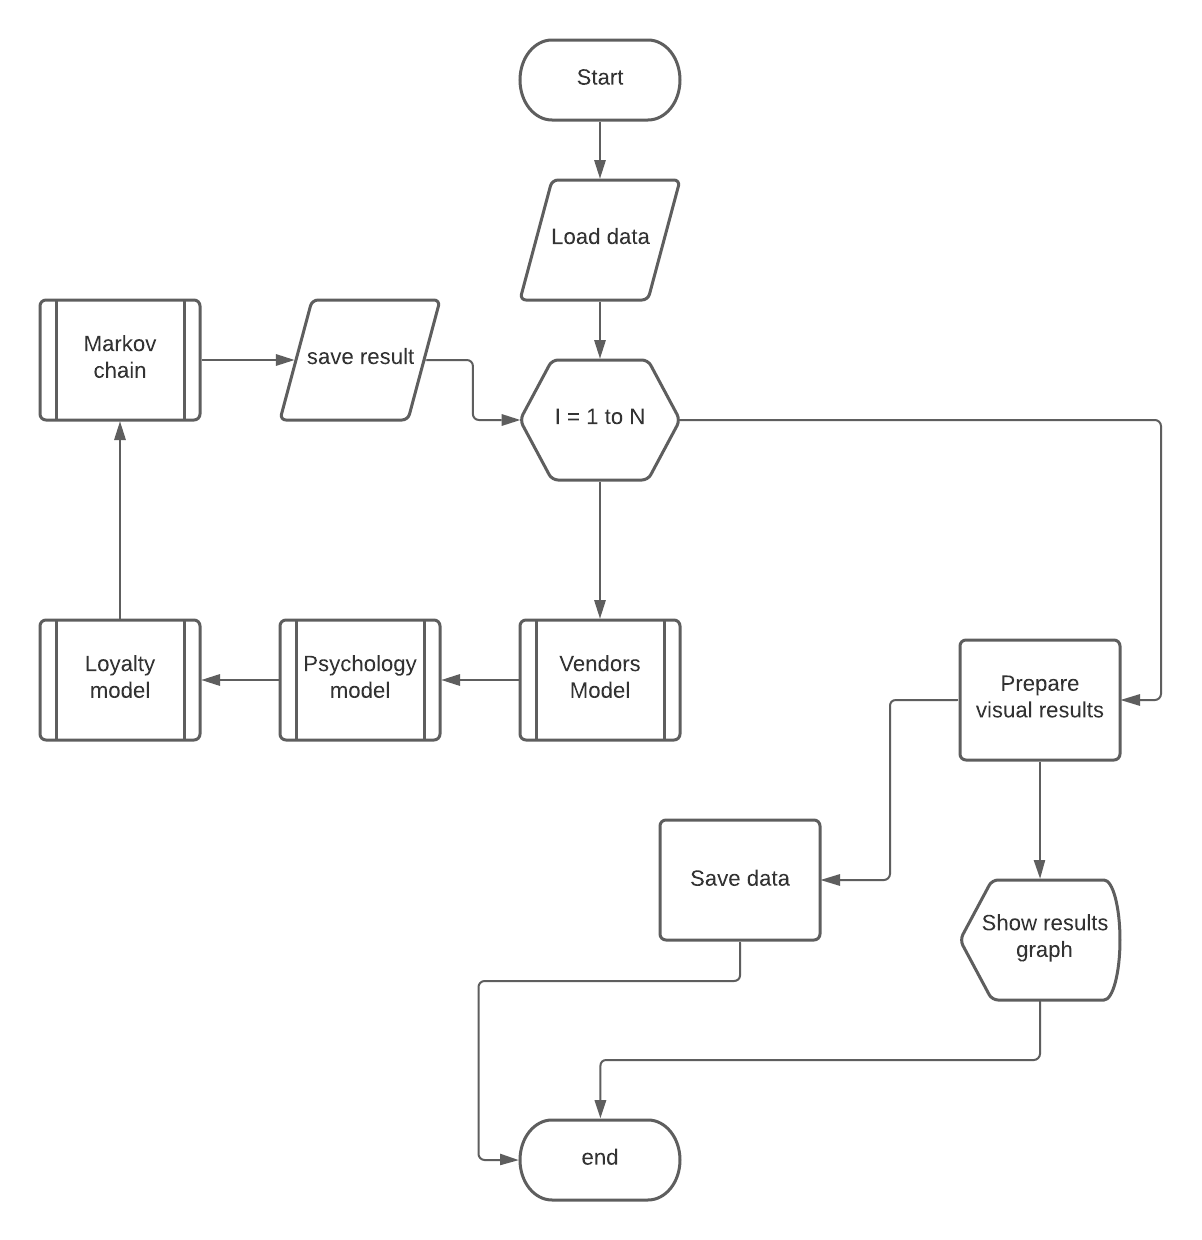 Start
Load data
Markov
chain
save result
I = 1 to N
Loyalty
model
Psychology
model
Vendors
Model
Prepare
visual results
Save data
Show results
graph
end